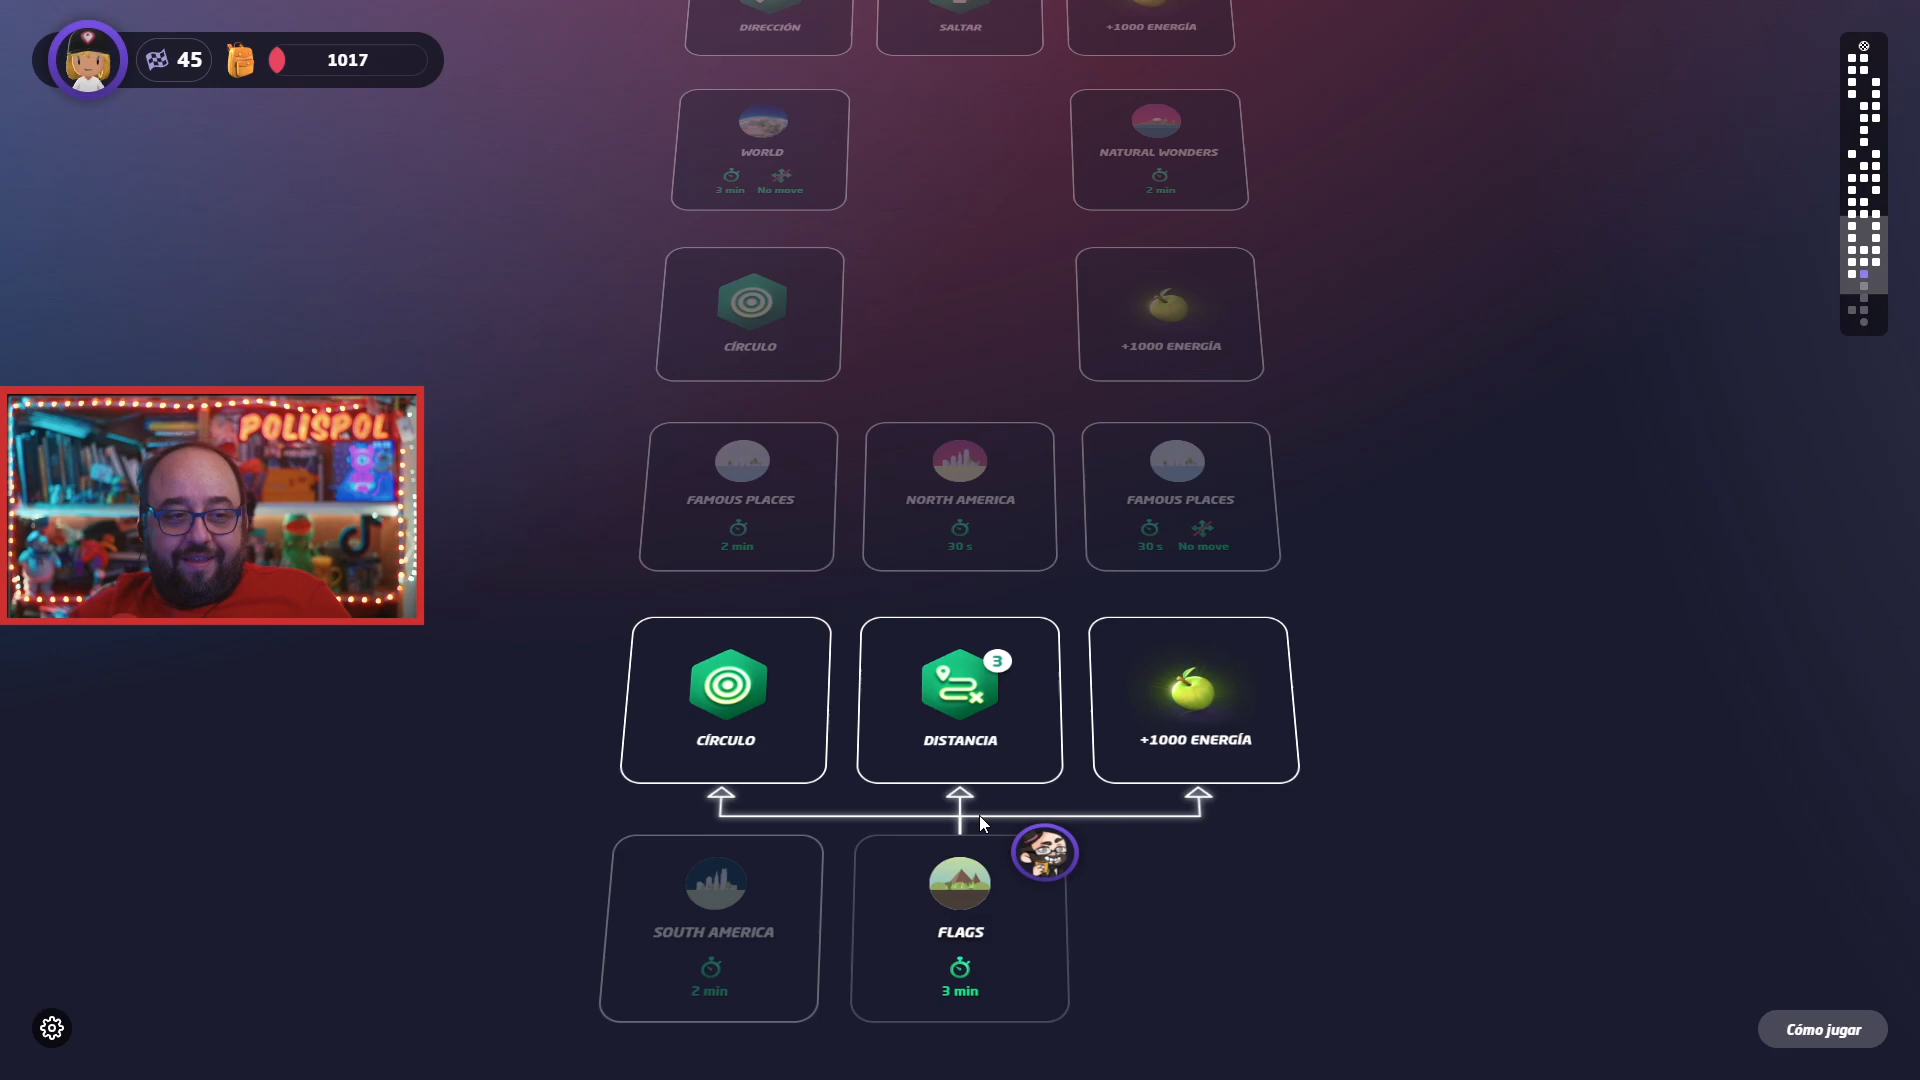 DIRECCIÓN
SALTAR
+1000 ENERGÍA
45
1017
WORLD
3 min
No move
NATURAL WONDERS
2 min
CÍRCULO
+1000 ENERGÍA
POLISPOL
FAMOUS PLACES
2 min
NORTH AMERICA
30 s
FAMOUS PLACES
30 s
No move
3
CÍRCULO
DISTANCIA
+1000 ENERGÍA
SOUTH AMERICA
2 min
FLAGS
3 min
Cómo jugar